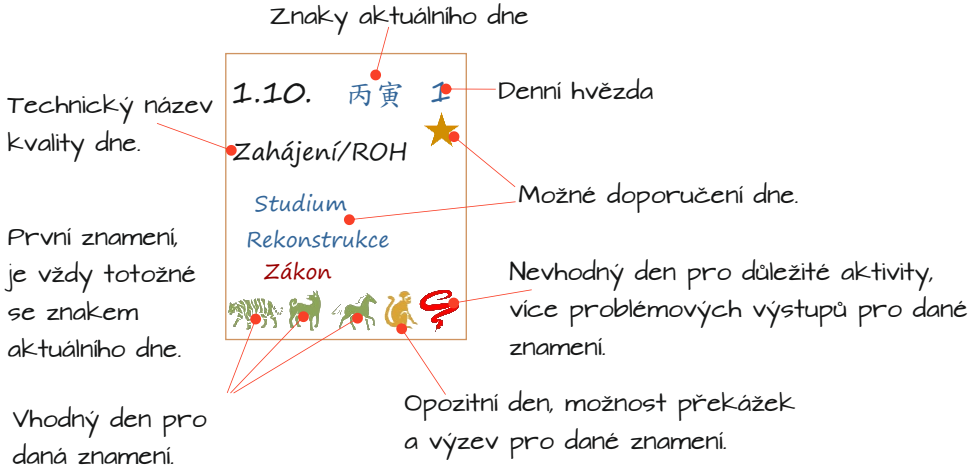 Znaky aktuálního dne
1.10. 丙寅 1
Denní hvězda
Technický název
kvality dne.
Zahájení/ROH
Možné doporučení dne.
Studium
Rekonstrukce
Zákon
První znamení,
je vždy totožné
se znakem
aktuálního dne.
Nevhodný den pro důležité aktivity,
více problémových výstupů pro dané
znamení.
Vhodný den pro
daná znamení.
Opozitní den, možnost překážek
a výzev pro dané znamení.